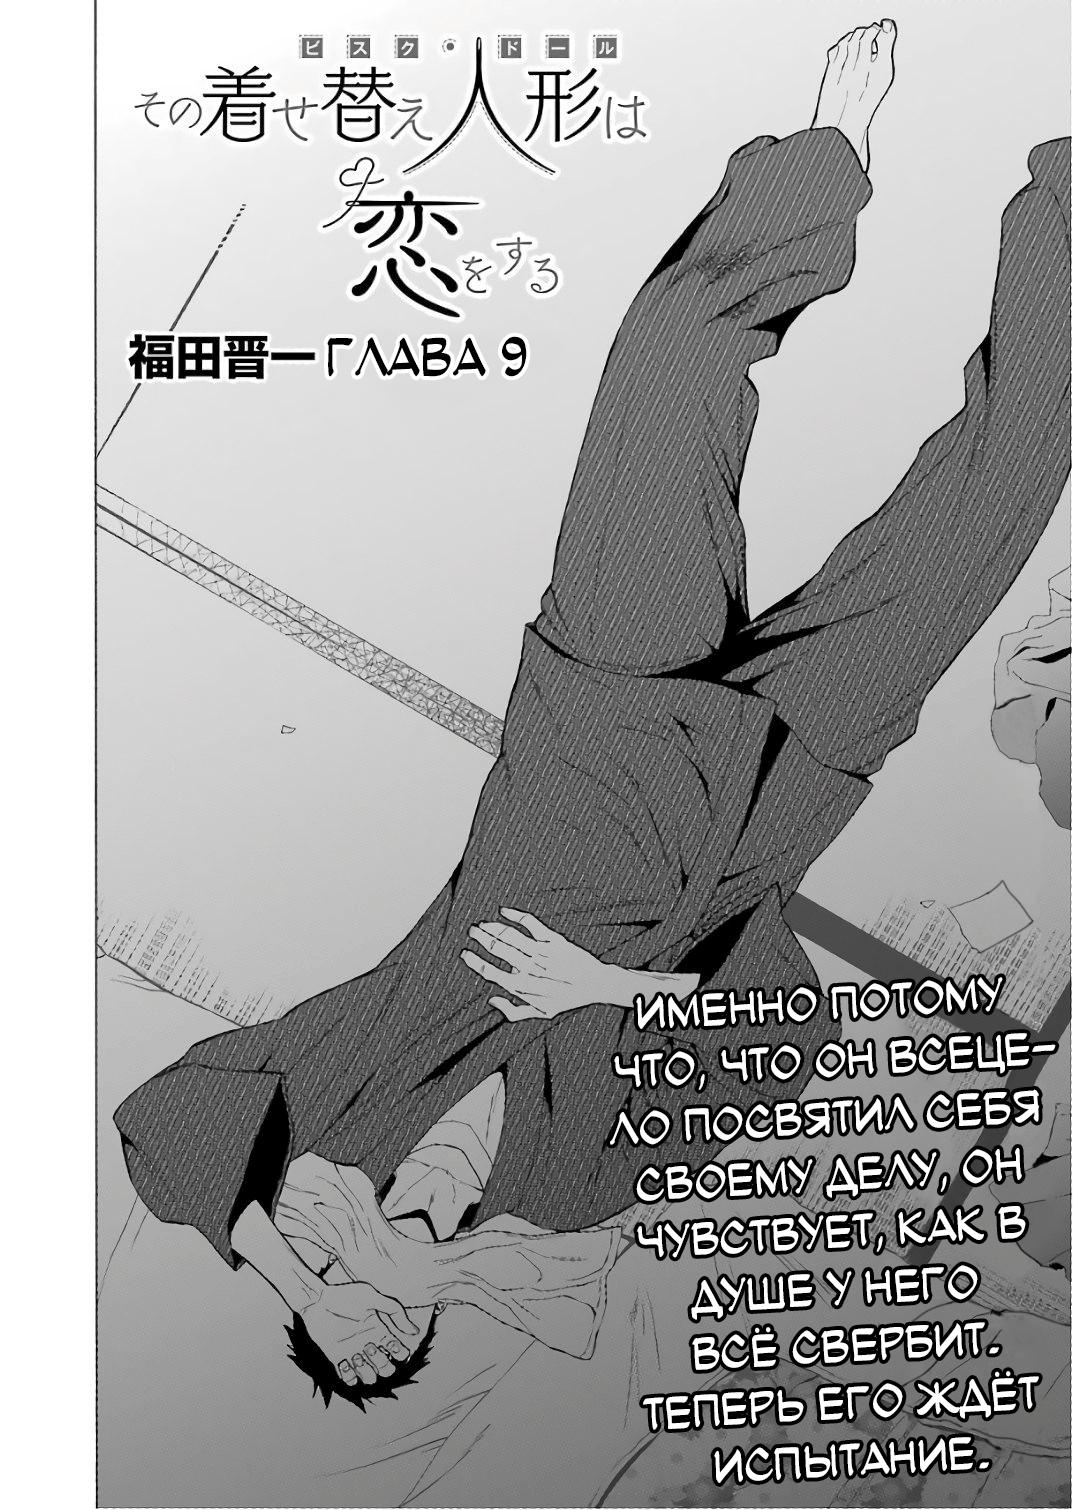 ビスク・ドール
その着せ替え人形は
恋をする
福田晋一 ГЛАВА 9
ИМЕННО ПОТОМУ
ЧТО, ЧТО ОН ВСЕЦЕ-
ЛО ПОСВЯТИЛ СЕБЯ
СВОЕМУ ДЕЛУ, ОН
ЧУВСТВУЕТ, КАК В
ДУШЕ У НЕГО
ВСЁ СВЕРБИТ.
ТЕПЕРЬ ЕГО ЖДЁТ
ИСПЫТАНИЕ.